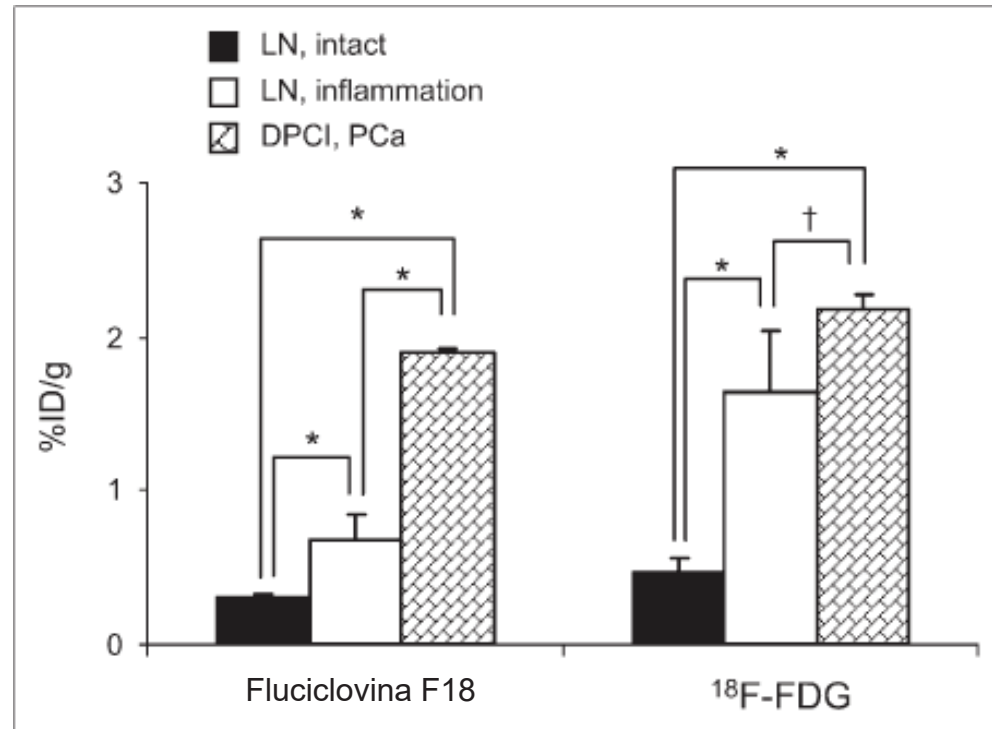 LN, intact
LN, inflammation
DPCI, PCa
%ID/g
3
2
1
0
*
*
*
*
*
†
Fluciclovina F18
¹⁸F-FDG